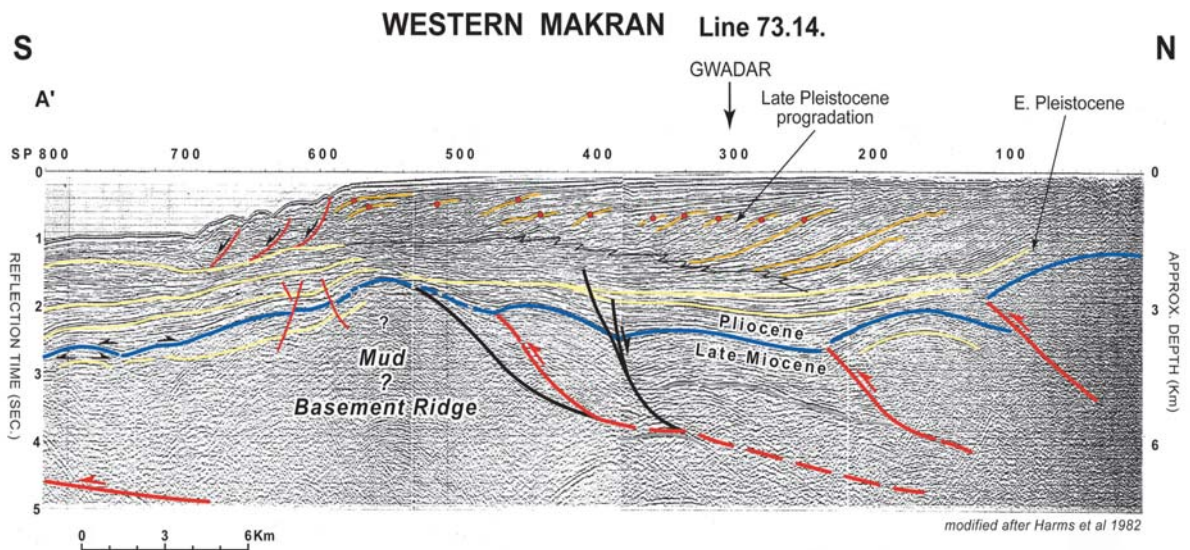 WESTERN MAKRAN Line 73.14.
S
N
A'
GWADAR
Late Pleistocene
progradation
E. Pleistocene
SP 800 700 600 500 400 300 200 100
0
1
2
3
4
5
REFLECTION TIME (SEC.)
0
3
6
APPROX. DEPTH (Km)
Pliocene
Late Miocene
?
Mud
?
Basement Ridge
0 3 6 Km
modified after Harms et al 1982